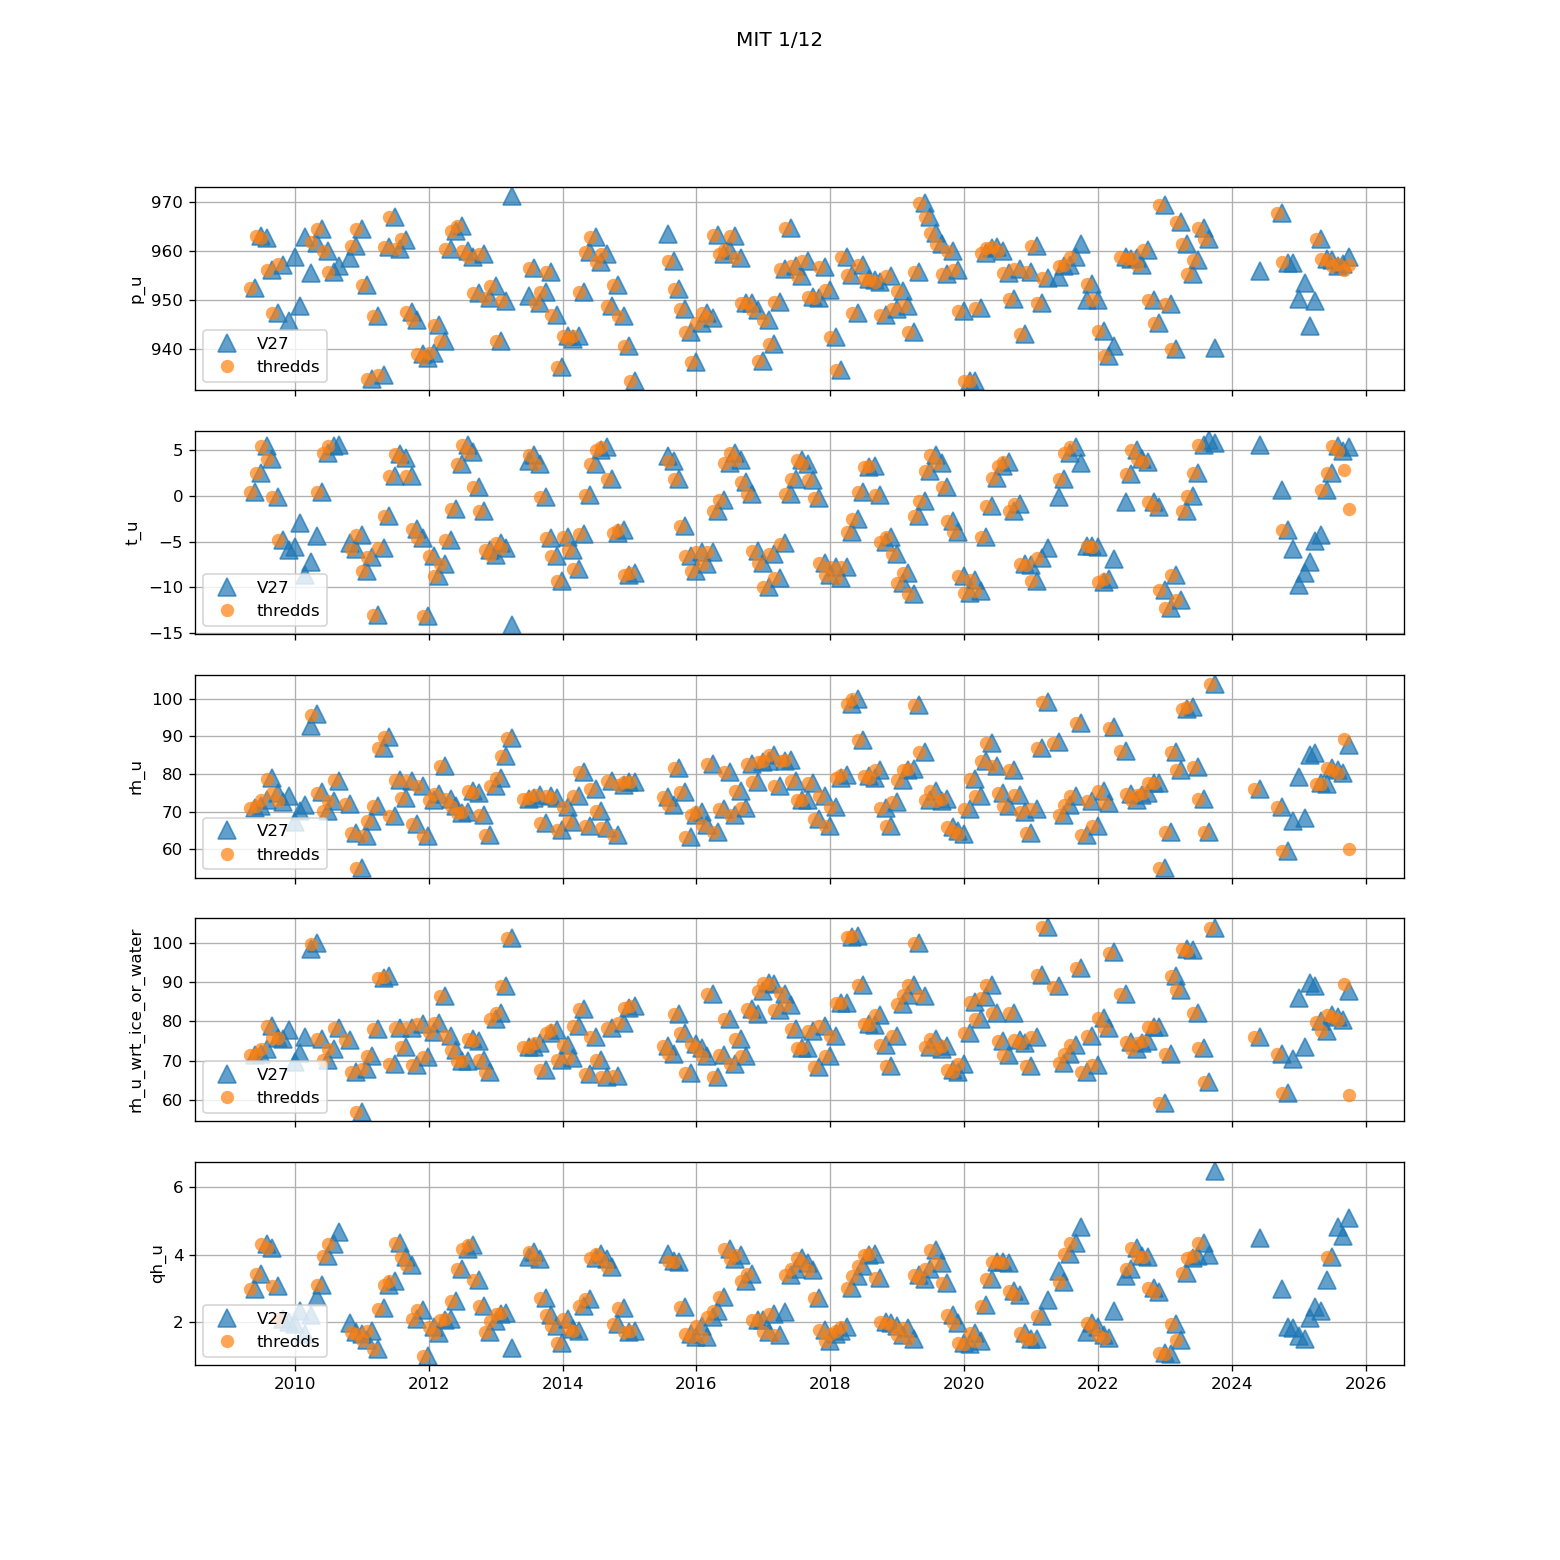 MIT 1/12
970
960
950
940
p_u
V27
thredds
5
0
−5
−10
−15
t_u
V27
thredds
100
90
80
70
60
rh_u
V27
thredds
100
90
80
70
60
rh_u_wrt_ice_or_water
V27
thredds
6
4
2
qh_u
V27
thredds
2010 2012 2014 2016 2018 2020 2022 2024 2026